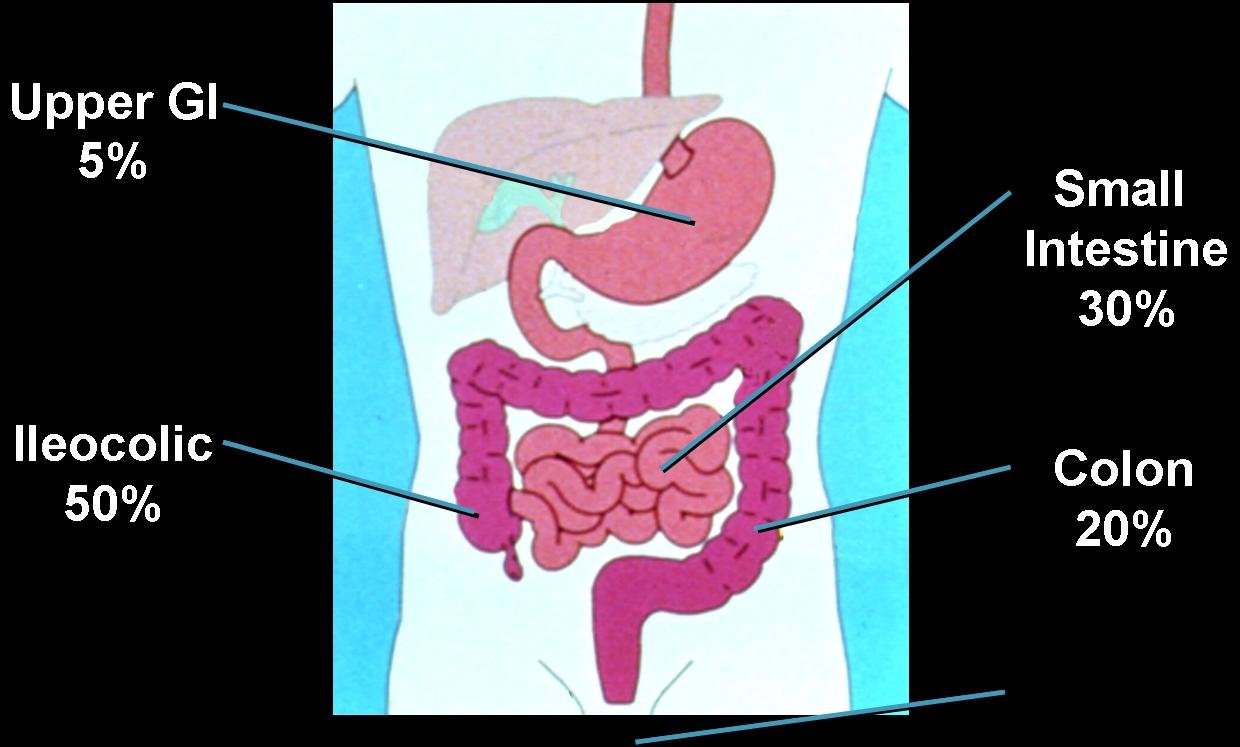 Upper GI
5%
Ileocolic
50%
Small
Intestine
30%
Colon
20%